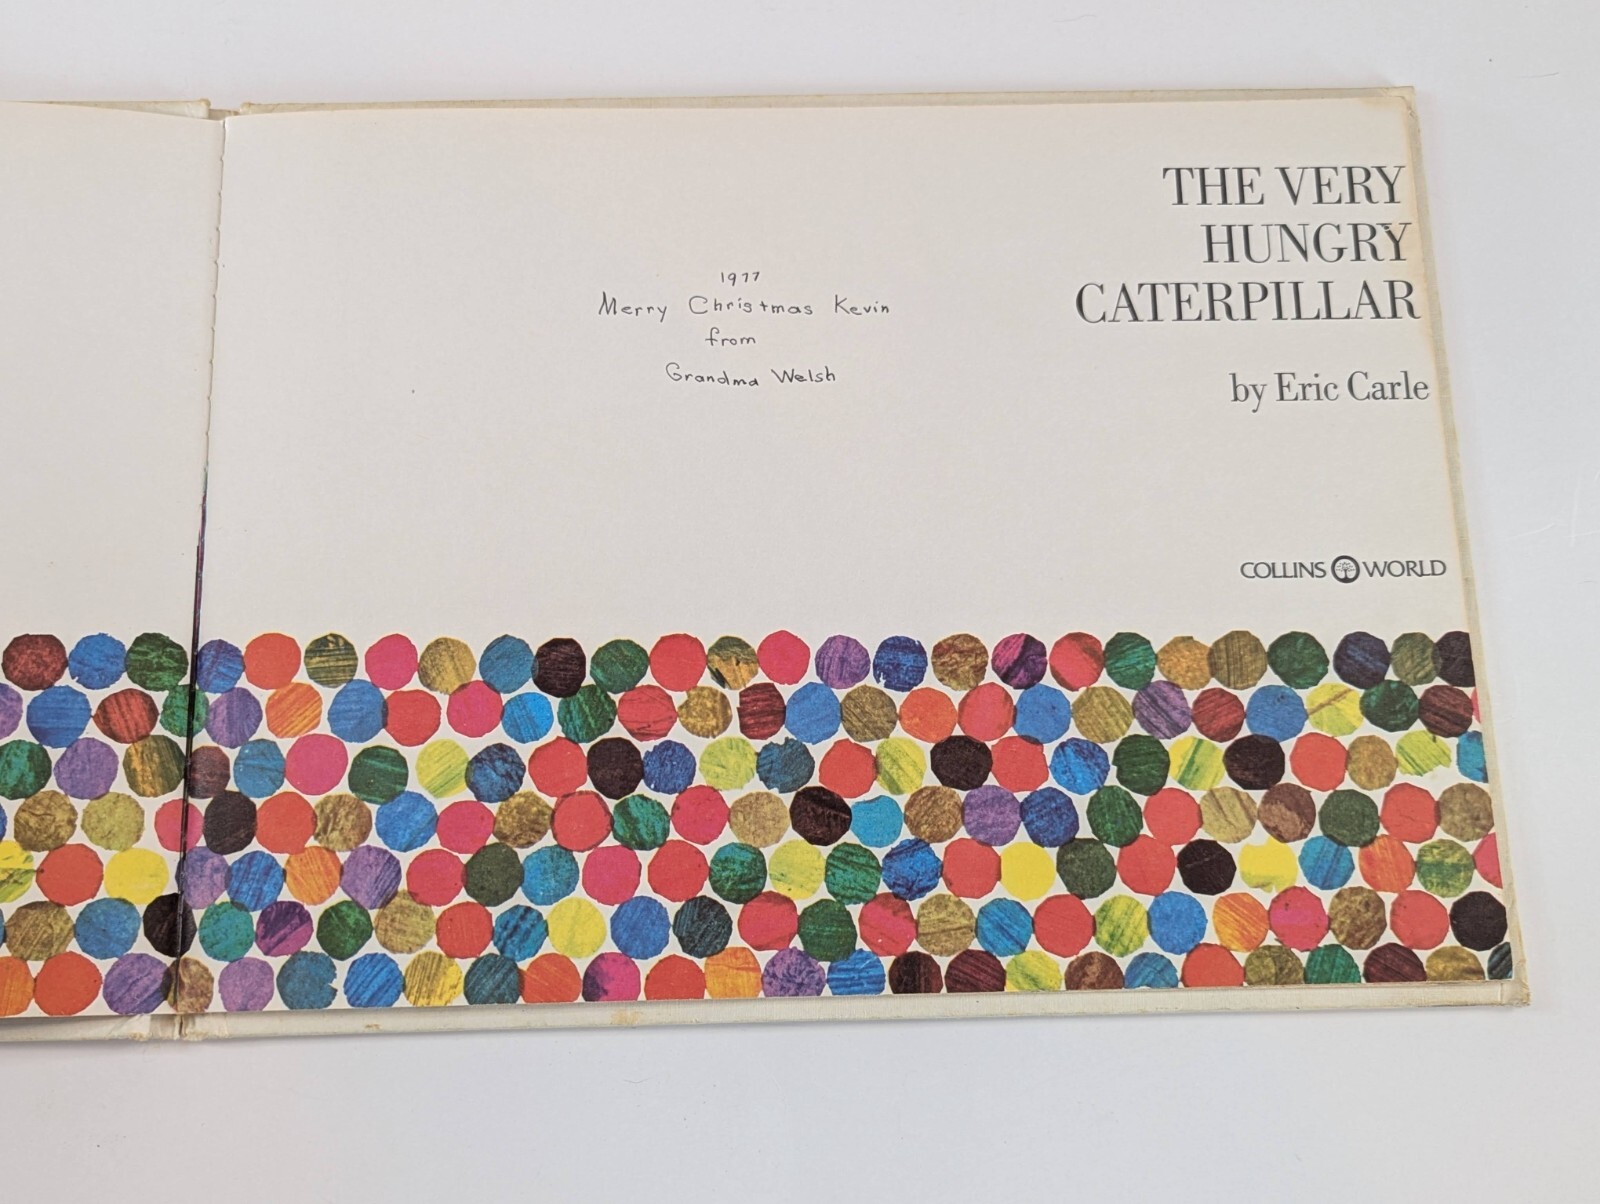 1977
Merry Christmas Kevin
from
Grandma Welsh
THE VERY
HUNGRY
CATERPILLAR
by Eric Carle
COLLINS WORLD